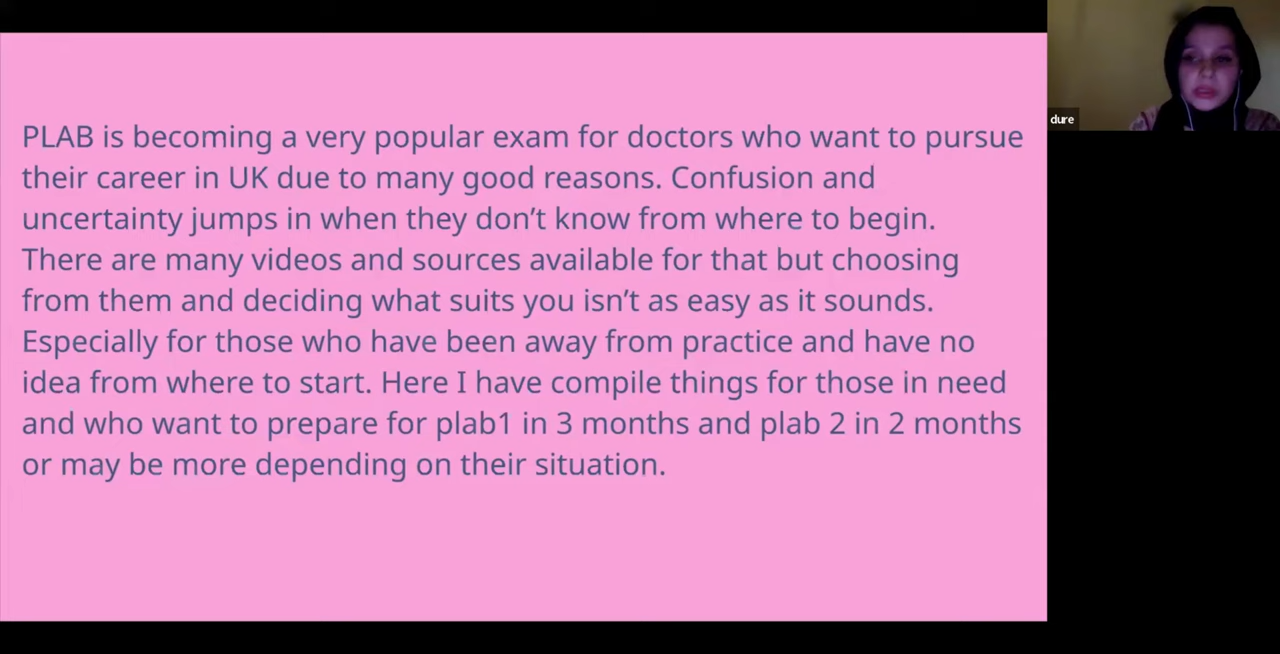 PLAB is becoming a very popular exam for doctors who want to pursue
their career in UK due to many good reasons. Confusion and
uncertainty jumps in when they don’t know from where to begin.
There are many videos and sources available for that but choosing
from them and deciding what suits you isn’t as easy as it sounds.
Especially for those who have been away from practice and have no
idea from where to start. Here I have compile things for those in need
and who want to prepare for plab1 in 3 months and plab 2 in 2 months
or may be more depending on their situation.
dure